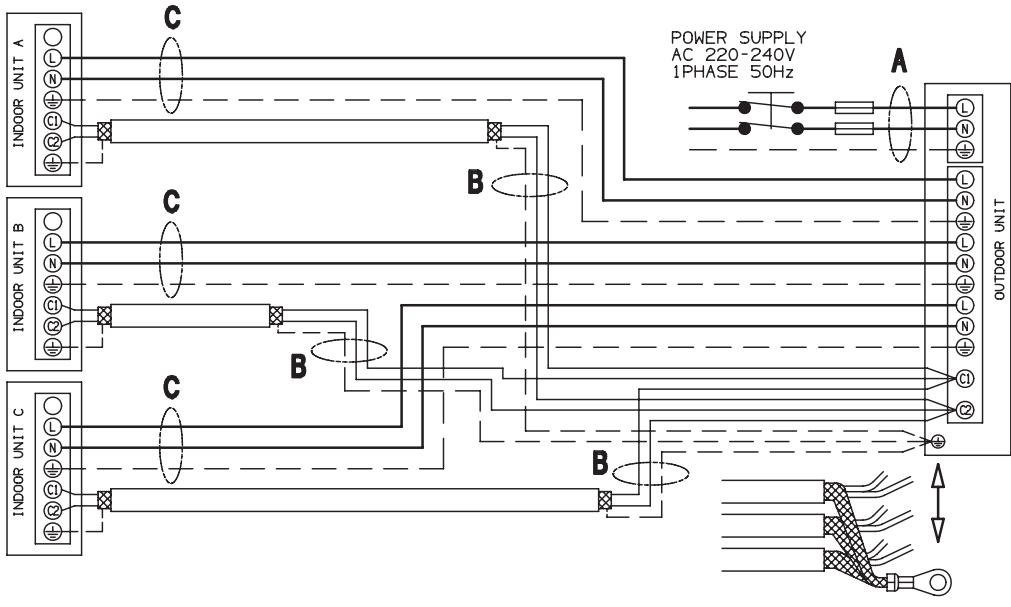 POWER SUPPLY
AC 220-240V
1PHASE 50Hz
A
C
INDOOR UNIT A
L
N
C1
C2
B
C
INDOOR UNIT B
L
N
C1
C2
B
C
INDOOR UNIT C
L
N
C1
C2
B
OUTDOOR UNIT
L
N
L
N
L
N
L
N
C1
C2